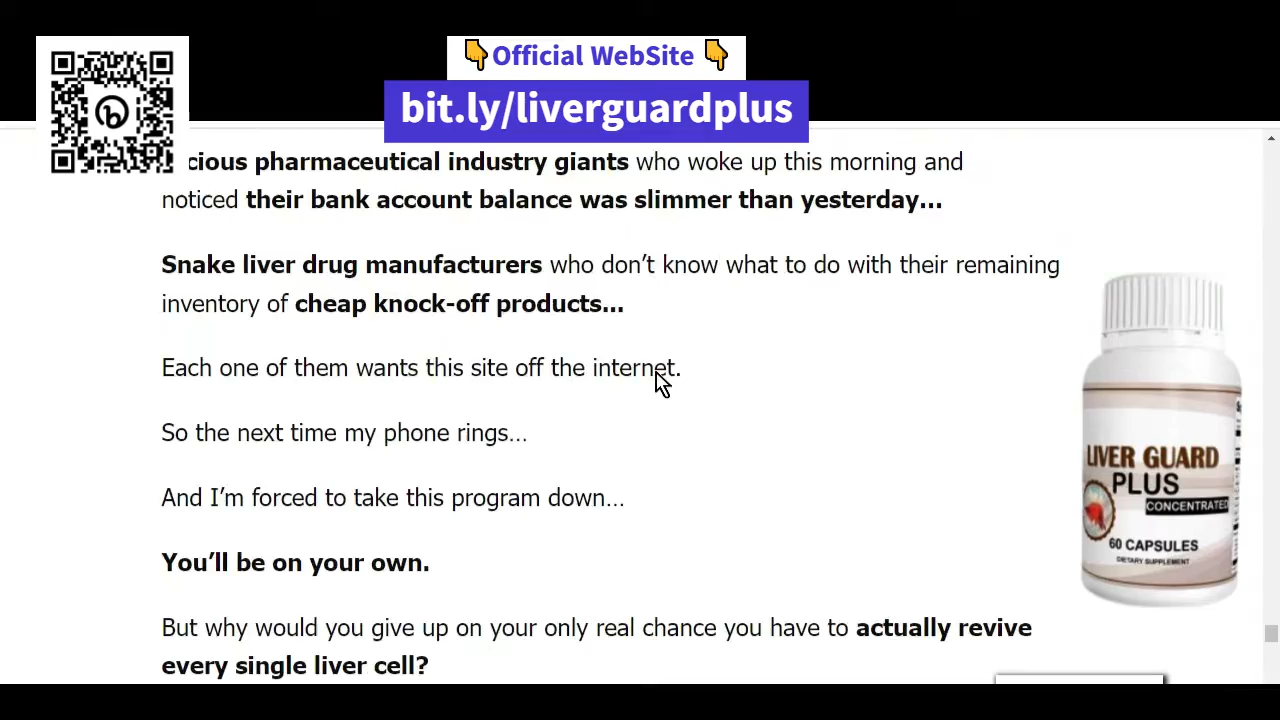 👇Official WebSite 👇
bit.ly/liverguardplus
cious pharmaceutical industry giants who woke up this morning and
noticed their bank account balance was slimmer than yesterday…
Snake liver drug manufacturers who don’t know what to do with their remaining
inventory of cheap knock-off products…
Each one of them wants this site off the internet.
So the next time my phone rings…
And I’m forced to take this program down…
You’ll be on your own.
But why would you give up on your only real chance you have to actually revive
every single liver cell?
LIVER GUARD
PLUS
CONCENTRATED
60 CAPSULES
DIETARY SUPPLEMENT